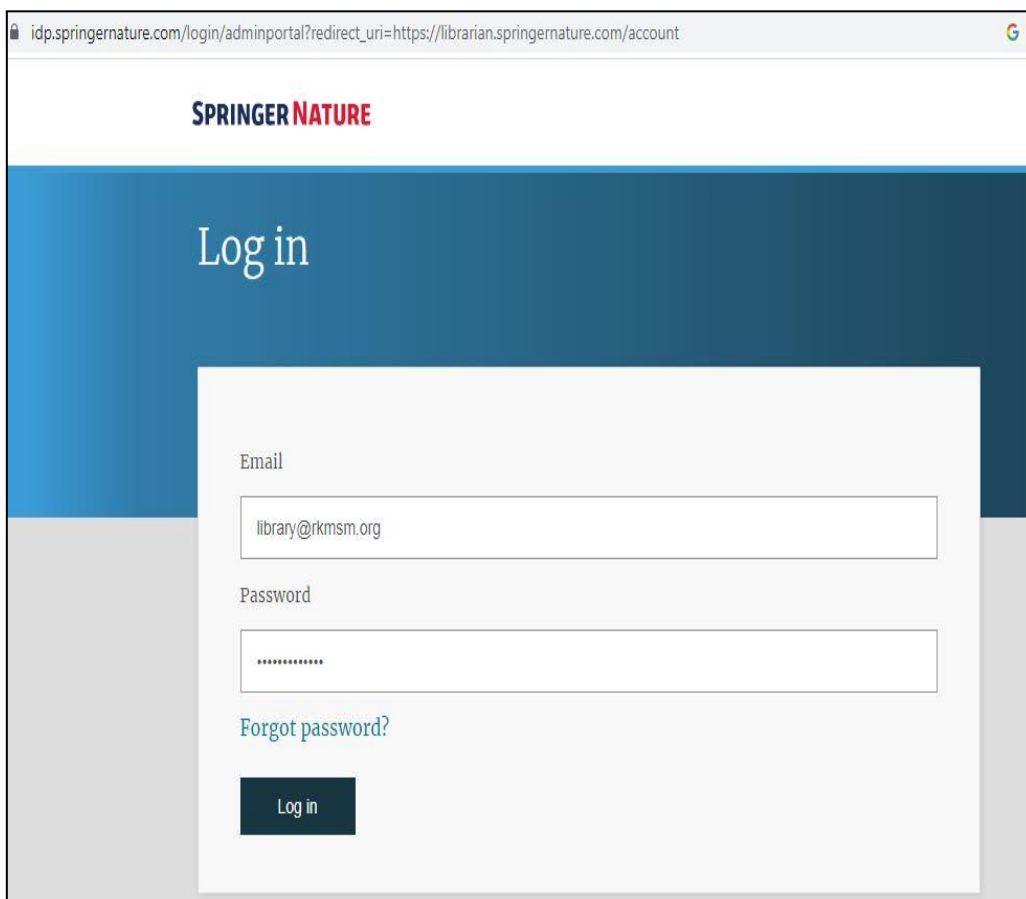 idp.springernature.com/login/adminportal?redirect_uri=https://librarian.springernature.com/account
G
SPRINGER NATURE
Log in
Email
library@rkmsm.org
Password
•••••••••••••
Forgot password?
Log in